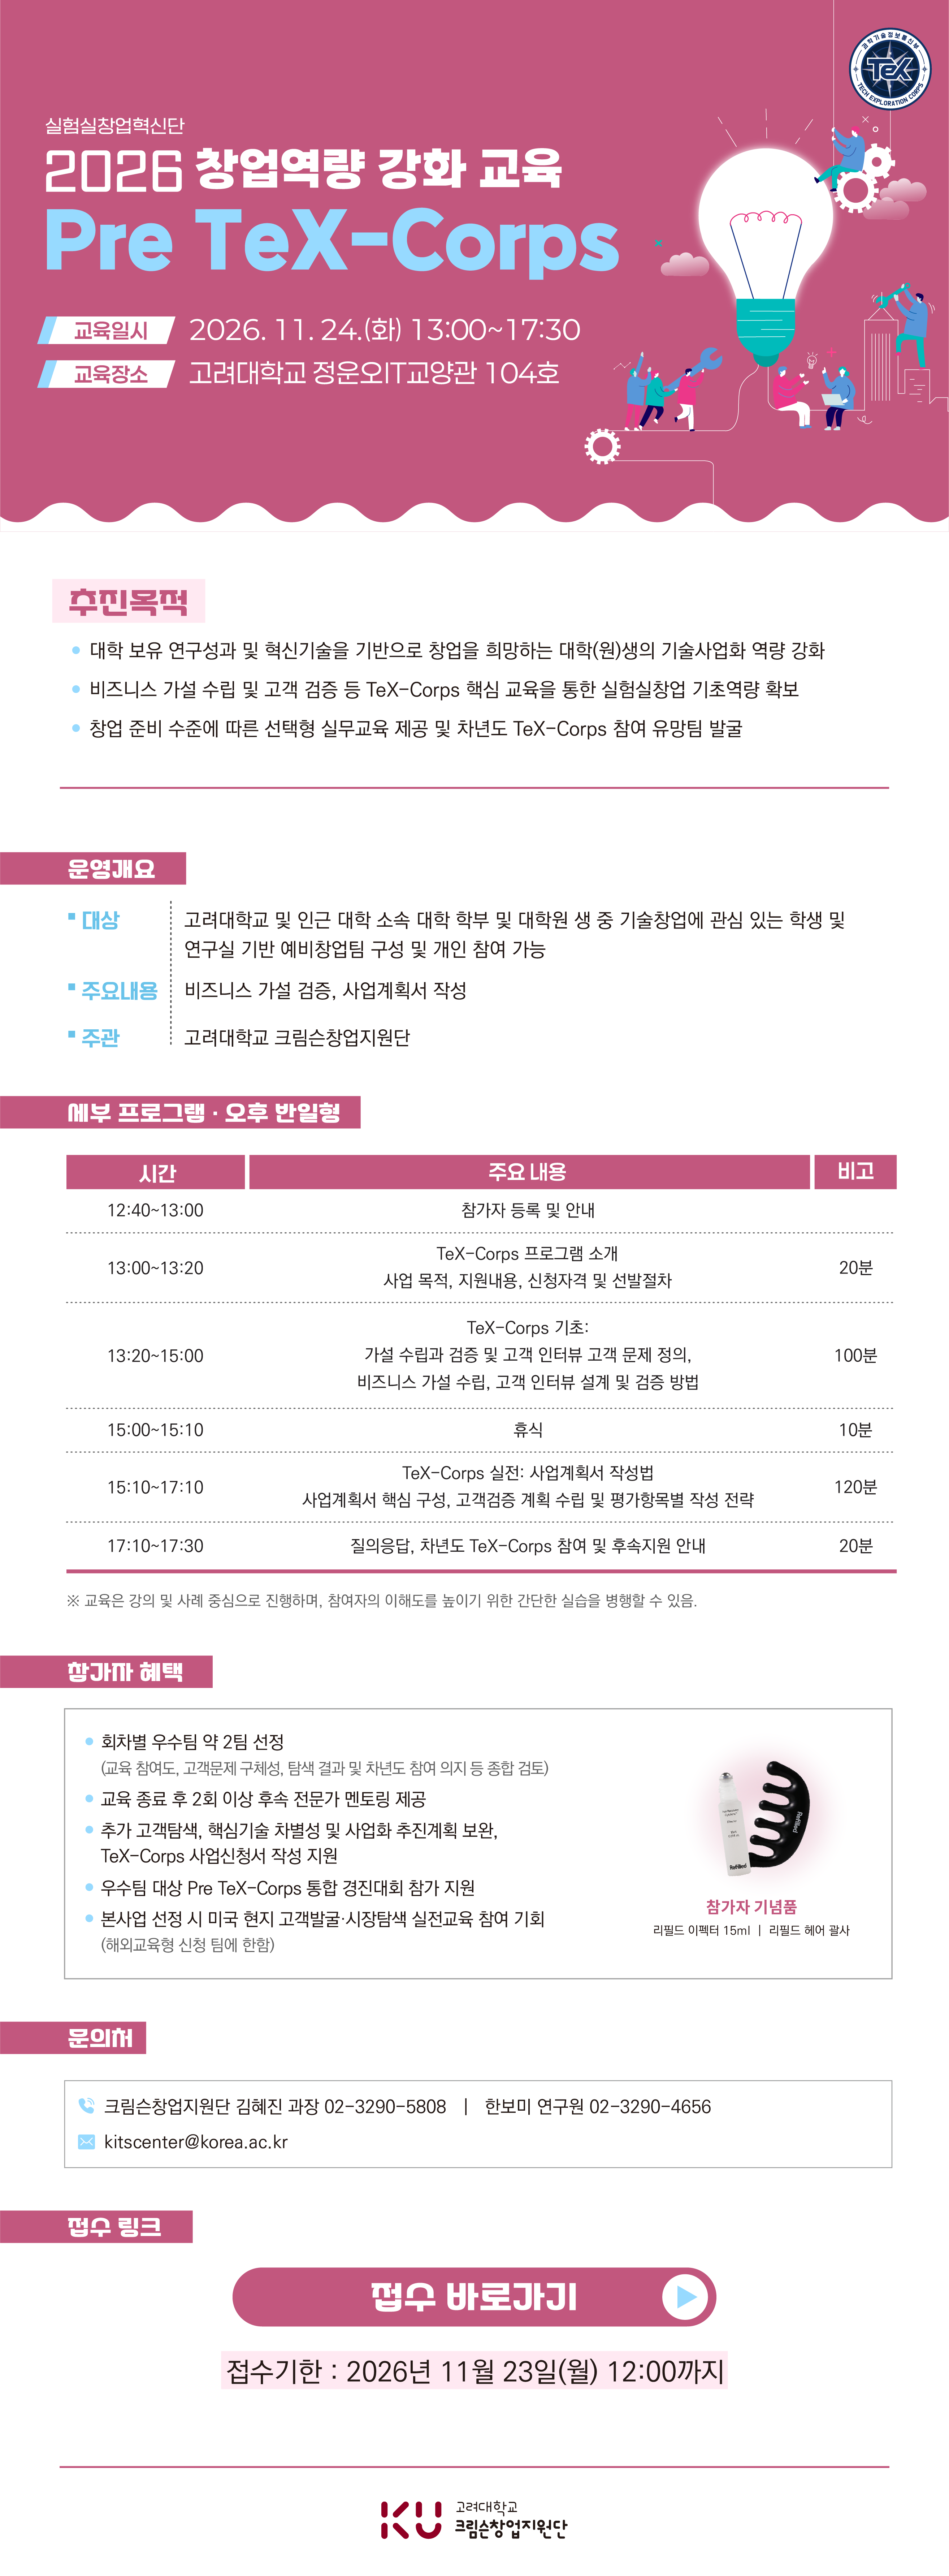 과학기술정보통신부
TeX
TECH EXPLORATION CORPS
실험실창업혁신단
2026 창업역량 강화 교육
Pre TeX-Corps
교육일시 2026. 11. 24.(화) 13:00~17:30
교육장소 고려대학교 정운오IT교양관 104호
추진목적
대학 보유 연구성과 및 혁신기술을 기반으로 창업을 희망하는 대학(원)생의 기술사업화 역량 강화
비즈니스 가설 수립 및 고객 검증 등 TeX-Corps 핵심 교육을 통한 실험실창업 기초역량 확보
창업 준비 수준에 따른 선택형 실무교육 제공 및 차년도 TeX-Corps 참여 유망팀 발굴
운영개요
대상 고려대학교 및 인근 대학 소속 대학 학부 및 대학원 생 중 기술창업에 관심 있는 학생 및
연구실 기반 예비창업팀 구성 및 개인 참여 가능
주요내용 비즈니스 가설 검증, 사업계획서 작성
주관 고려대학교 크림슨창업지원단
세부 프로그램 · 오후 반일형
시간 주요 내용 비고
12:40~13:00 참가자 등록 및 안내
TeX-Corps 프로그램 소개
13:00~13:20 20분
사업 목적, 지원내용, 신청자격 및 선발절차
TeX-Corps 기초:
13:20~15:00 가설 수립과 검증 및 고객 인터뷰 고객 문제 정의, 100분
비즈니스 가설 수립, 고객 인터뷰 설계 및 검증 방법
15:00~15:10 휴식 10분
TeX-Corps 실전: 사업계획서 작성법
15:10~17:10 120분
사업계획서 핵심 구성, 고객검증 계획 수립 및 평가항목별 작성 전략
17:10~17:30 질의응답, 차년도 TeX-Corps 참여 및 후속지원 안내 20분
※ 교육은 강의 및 사례 중심으로 진행하며, 참여자의 이해도를 높이기 위한 간단한 실습을 병행할 수 있음.
참가자 혜택
회차별 우수팀 약 2팀 선정
(교육 참여도, 고객문제 구체성, 탐색 결과 및 차년도 참여 의지 등 종합 검토)
교육 종료 후 2회 이상 후속 전문가 멘토링 제공
추가 고객탐색, 핵심기술 차별성 및 사업화 추진계획 보완,
TeX-Corps 사업신청서 작성 지원
우수팀 대상 Pre TeX-Corps 통합 경진대회 참가 지원
본사업 선정 시 미국 현지 고객발굴·시장탐색 실전교육 참여 기회
(해외교육형 신청 팀에 한함)
ReFilled
ReFilled
참가자 기념품
리필드 이펙터 15ml | 리필드 헤어 괄사
문의처
크림슨창업지원단 김혜진 과장 02-3290-5808 | 한보미 연구원 02-3290-4656
kitscenter@korea.ac.kr
접수 링크
접수 바로가기
접수기한 : 2026년 11월 23일(월) 12:00까지
KU
고려대학교
크림슨창업지원단